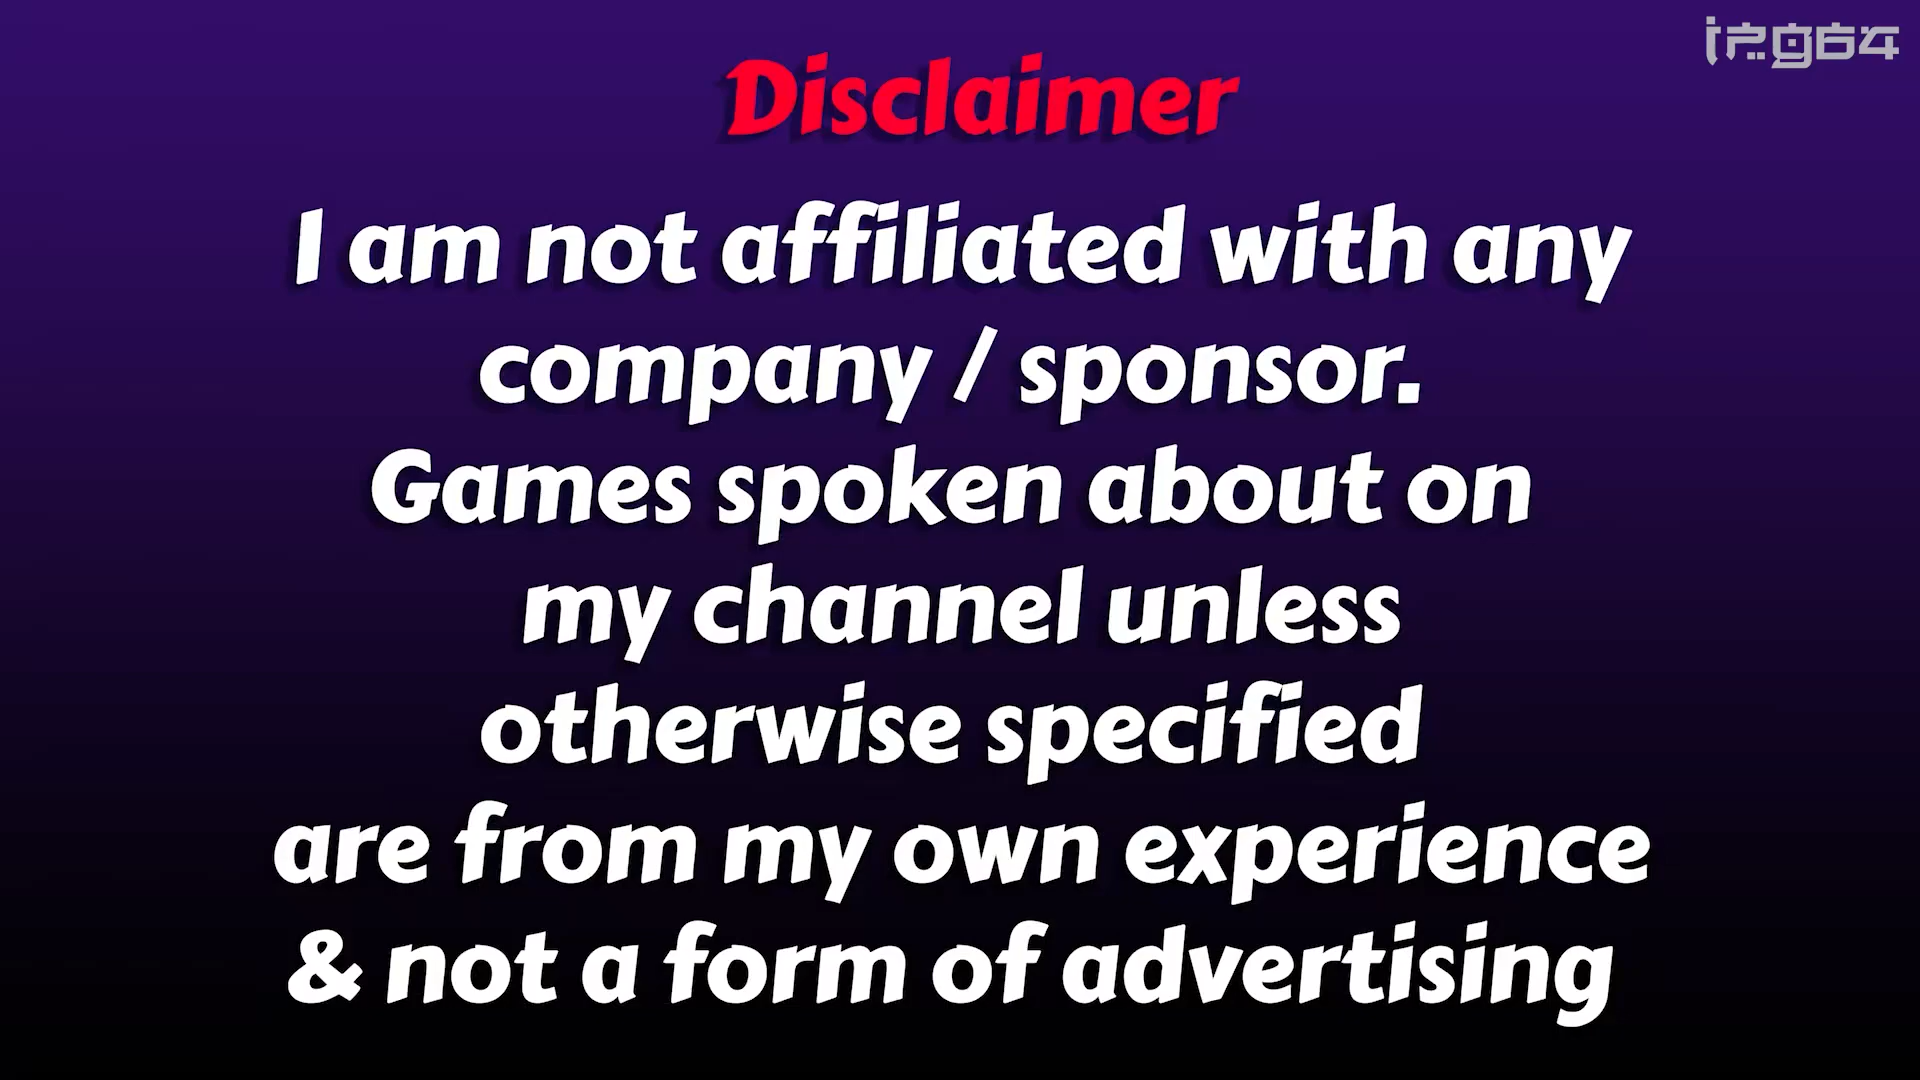 Disclaimer
I am not affiliated with any
company / sponsor.
Games spoken about on
my channel unless
otherwise specified
are from my own experience
& not a form of advertising